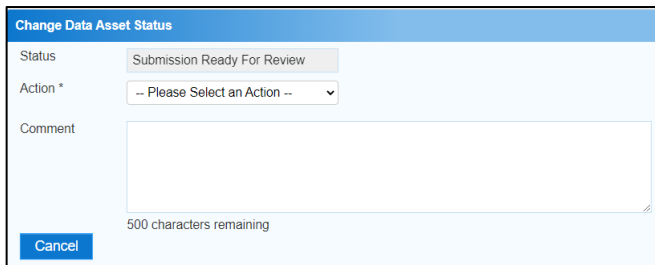 Change Data Asset Status
Status
Submission Ready For Review
Action *
-- Please Select an Action --
Comment
500 characters remaining
Cancel